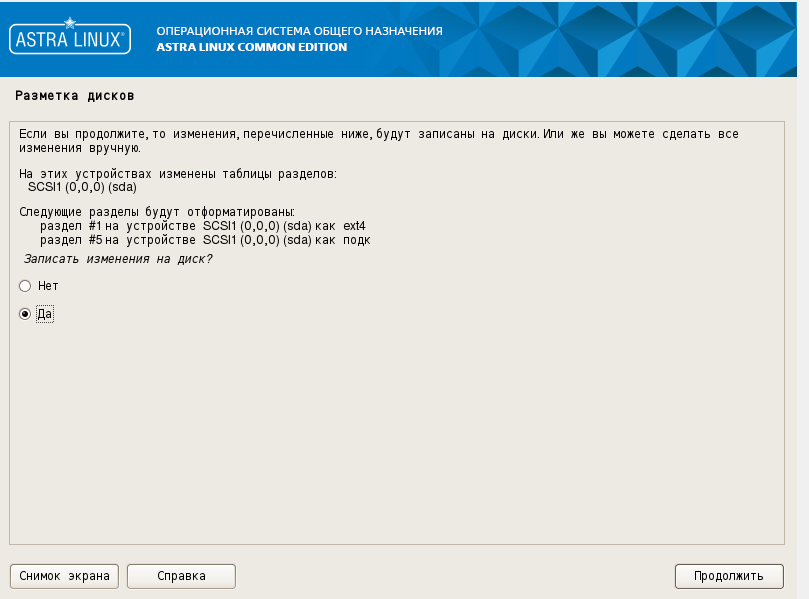 ASTRA LINUX®
ОПЕРАЦИОННАЯ СИСТЕМА ОБЩЕГО НАЗНАЧЕНИЯ
ASTRA LINUX COMMON EDITION
Разметка дисков
Если вы продолжите, то изменения, перечисленные ниже, будут записаны на диски. Или же вы можете сделать все
изменения вручную.
На этих устройствах изменены таблицы разделов:
SCSI1 (0,0,0) (sda)
Следующие разделы будут отформатированы:
раздел #1 на устройстве SCSI1 (0,0,0) (sda) как ext4
раздел #5 на устройстве SCSI1 (0,0,0) (sda) как подк
Записать изменения на диск?
Нет
Да
Снимок экрана
Справка
Продолжить